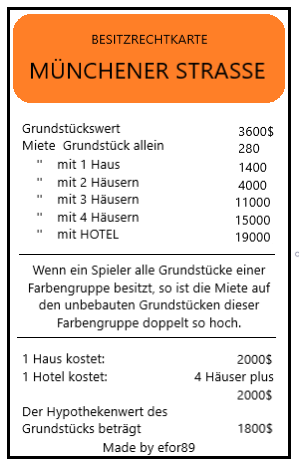 BESITZRECHTKARTE
MÜNCHENER STRASSE
Grundstückswert 3600$
Miete Grundstück allein 280
" mit 1 Haus 1400
" mit 2 Häusern 4000
" mit 3 Häusern 11000
" mit 4 Häusern 15000
" mit HOTEL 19000
Wenn ein Spieler alle Grundstücke einer
Farbengruppe besitzt, so ist die Miete auf
den unbebauten Grundstücken dieser
Farbengruppe doppelt so hoch.
1 Haus kostet: 2000$
1 Hotel kostet: 4 Häuser plus
2000$
Der Hypothekenwert des
Grundstücks beträgt 1800$
Made by efor89